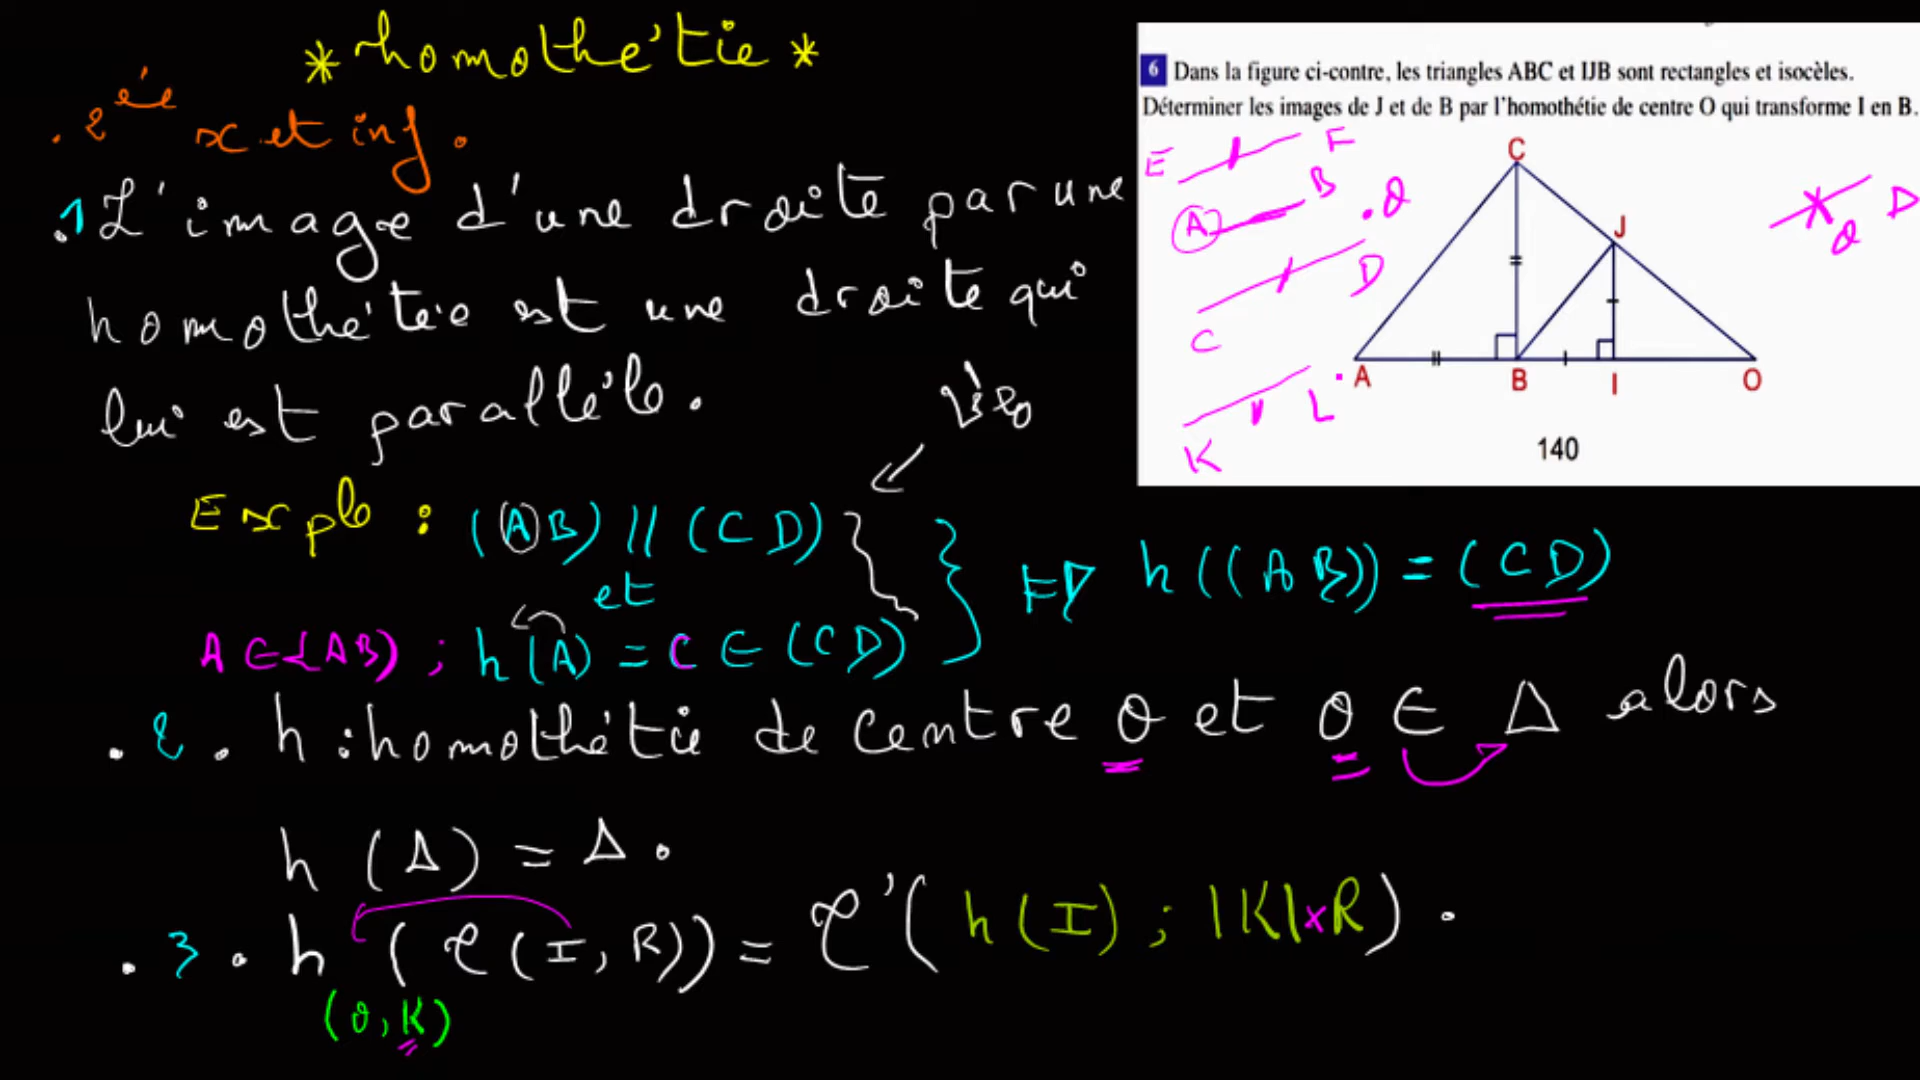 * homothétie *
. 2 ée sc et inf .
.1 L'image d'une droite par une
homothétie est une droite qui
lui est parallèle.
Exple : (AB) // (CD)
et
A ∈ (AB) ; h(A) = C ∈ (CD) } ⇒ h((AB)) = (CD)
. 2 . h : homothétie de centre O et O ∈ Δ alors
h (Δ) = Δ .
. 3 . h (C(I, R)) = C'( h(I) ; |K|×R ) .
(O, K)
6 Dans la figure ci-contre, les triangles ABC et IJB sont rectangles et isocèles.
Déterminer les images de J et de B par l'homothétie de centre O qui transforme I en B.
E F
A B
. O
C D
K L
O D
C
J
A B I O
140